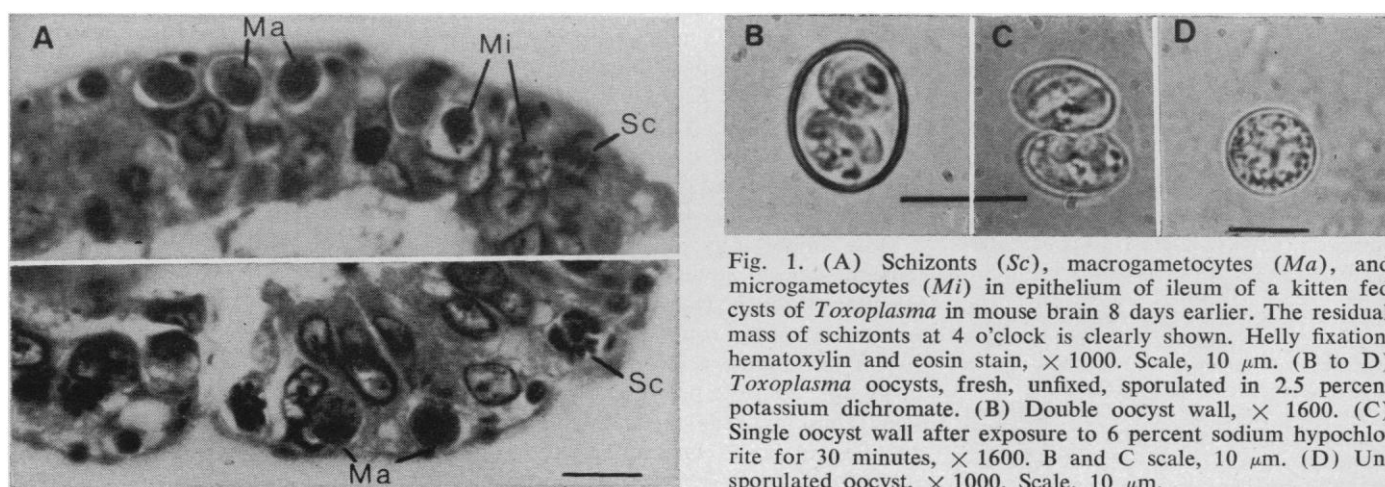 A
Ma
Mi
Sc
Sc
Ma
B
C
D
Fig. 1. (A) Schizonts (Sc), macrogametocytes (Ma), and
microgametocytes (Mi) in epithelium of ileum of a kitten fed
cysts of Toxoplasma in mouse brain 8 days earlier. The residual
mass of schizonts at 4 o'clock is clearly shown. Helly fixation
hematoxylin and eosin stain, × 1000. Scale, 10 μm. (B to D)
Toxoplasma oocysts, fresh, unfixed, sporulated in 2.5 percen
potassium dichromate. (B) Double oocyst wall, × 1600. (C)
Single oocyst wall after exposure to 6 percent sodium hypochlo
rite for 30 minutes, × 1600. B and C scale, 10 μm. (D) Un
sporulated oocyst, × 1000. Scale, 10 μm.